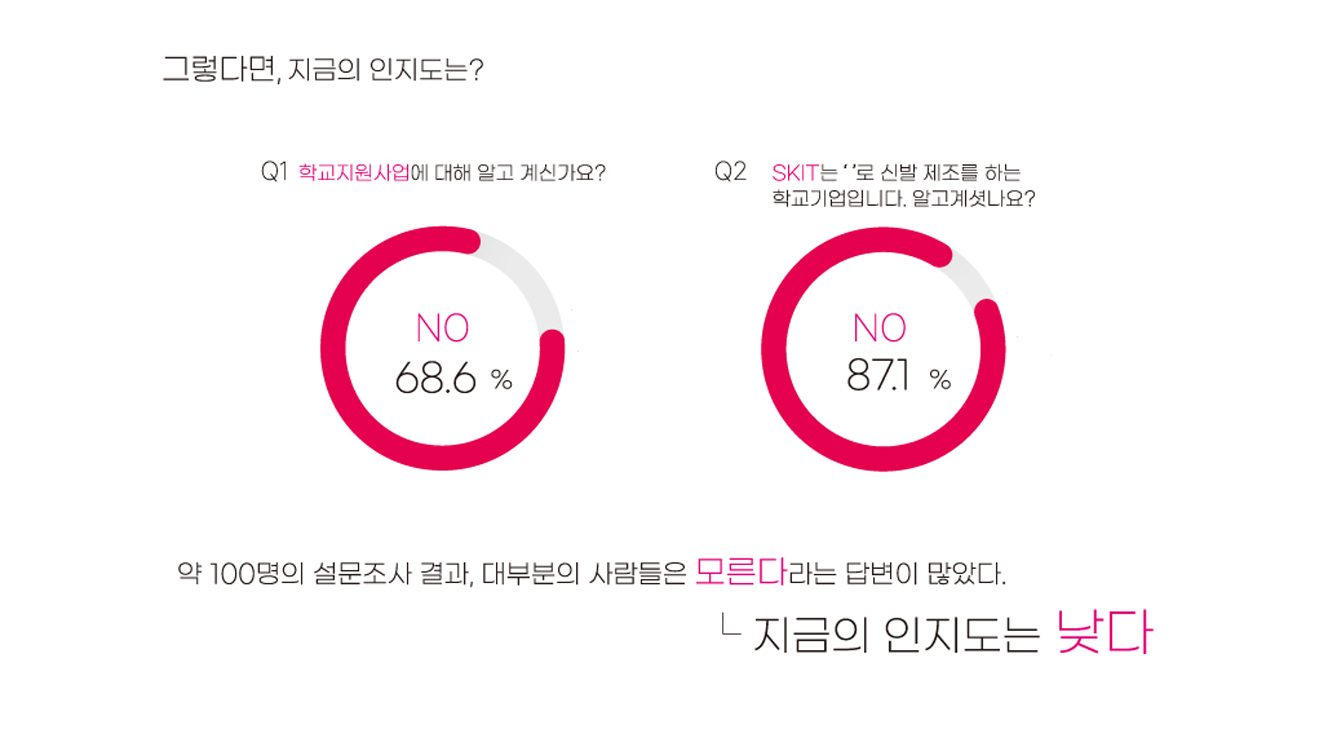 그렇다면, 지금의 인지도는?
Q1 학교지원사업에 대해 알고 계신가요?
NO
68.6 %
Q2 SKIT는 ‘ ’로 신발 제조를 하는
학교기업입니다. 알고계셧나요?
NO
87.1 %
약 100명의 설문조사 결과, 대부분의 사람들은 모른다라는 답변이 많았다.
└ 지금의 인지도는 낮다